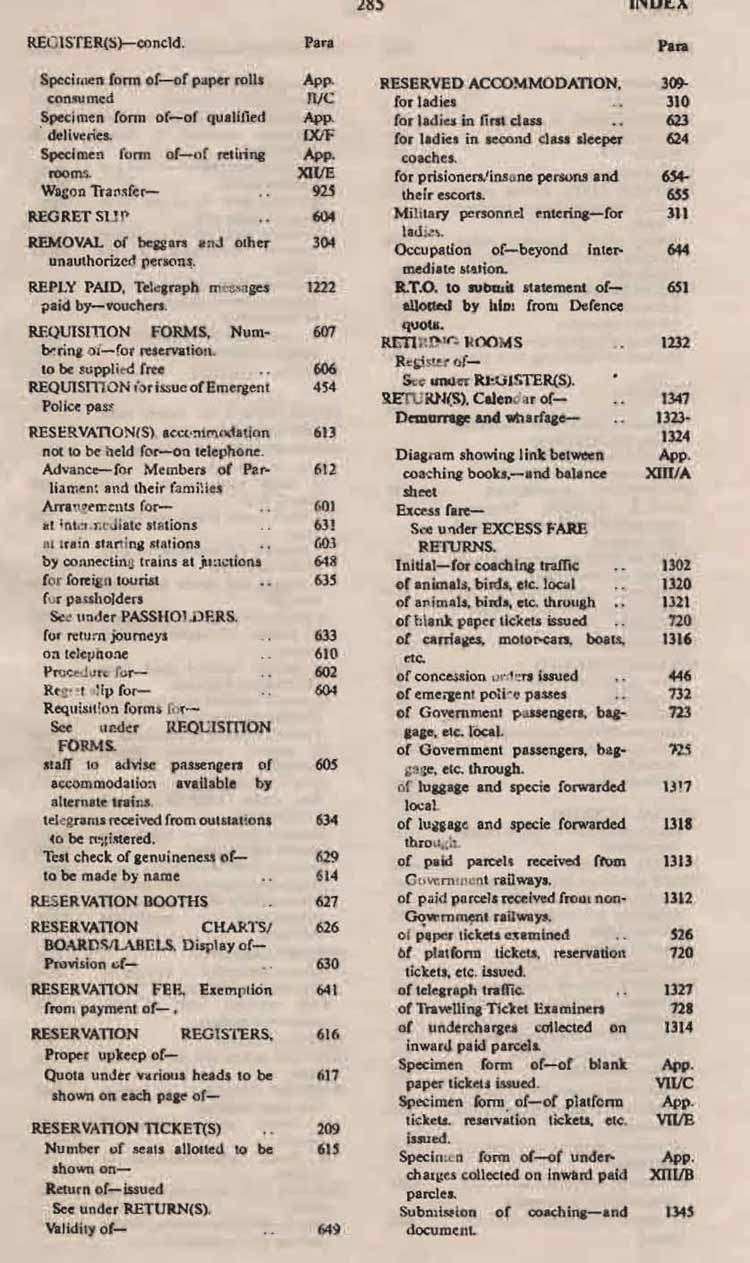 285 INDEX
REGISTER(S)—concld. Para
Specimen form of—of paper rolls App.
consumed II/C
Specimen form of—of qualified App.
deliveries. IX/F
Specimen form of—of retiring App.
rooms. XII/E
Wagon Transfer— .. 925
REGRET SLIP .. 604
REMOVAL of beggars and other 304
unauthorized persons.
REPLY PAID, Telegraph messages 1222
paid by—vouchers.
REQUISITION FORMS, Num- 607
bering of—for reservation.
to be supplied free .. 606
REQUISITION for issue of Emergent 454
Police pass
RESERVATION(S) accommodation 613
not to be held for—on telephone.
Advance—for Members of Par- 612
liament and their families
Arrangements for— .. 601
at intermediate stations .. 631
at train starting stations .. 603
by connecting trains at junctions 648
for foreign tourist .. 635
for passholders
See under PASSHOLDERS.
for return journeys .. 633
on telephone .. 610
Procedure for— .. 602
Regret slip for— .. 604
Requisition forms for—
See under REQUISITION
FORMS.
staff to advise passengers of 605
accommodation available by
alternate trains.
telegrams received from outstations 634
to be registered.
Test check of genuineness of— 629
to be made by name .. 614
RESERVATION BOOTHS .. 627
RESERVATION CHARTS/ 626
BOARDS/LABELS, Display of—
Provision of— .. 630
RESERVATION FEE, Exemption 641
from payment of— .
RESERVATION REGISTERS, 616
Proper upkeep of—
Quota under various heads to be 617
shown on each page of—
RESERVATION TICKET(S) .. 209
Number of seats allotted to be 615
shown on—
Return of—issued
See under RETURN(S).
Validity of— .. 649
Para
RESERVED ACCOMMODATION, 309-
for ladies .. 310
for ladies in first class .. 623
for ladies in second class sleeper 624
coaches.
for prisioners/insane persons and 654-
their escorts. 655
Military personnel entering—for 311
ladies.
Occupation of—beyond inter- 644
mediate station.
R.T.O. to submit statement of— 651
allotted by him from Defence
quota.
RETIRING ROOMS .. 1232
Register of—
See under REGISTER(S).
RETURN(S), Calendar of— .. 1347
Demurrage and wharfage— .. 1323-
1324
Diagram showing link between App.
coaching books,—and balance XIII/A
sheet
Excess fare—
See under EXCESS FARE
RETURNS.
Initial—for coaching traffic .. 1302
of animals, birds, etc. local .. 1320
of animals, birds, etc. through .. 1321
of blank paper tickets issued .. 720
of carriages, motor-cars, boats, 1316
etc.
of concession orders issued .. 446
of emergent police passes .. 732
of Government passengers, bag- 723
gage, etc. local.
of Government passengers, bag- 725
gage, etc. through.
of luggage and specie forwarded 1317
local.
of luggage and specie forwarded 1318
through.
of paid parcels received from 1313
Government railways.
of paid parcels received from non- 1312
Government railways.
of paper tickets examined .. 526
of platform tickets, reservation 720
tickets, etc. issued.
of telegraph traffic. .. 1327
of Travelling Ticket Examiners 728
of undercharges collected on 1314
inward paid parcels.
Specimen form of—of blank App.
paper tickets issued. VII/C
Specimen form of—of platform App.
tickets. reservation tickets, etc. VII/E
issued.
Specimen form of—of under- App.
charges collected on inward paid XIII/B
parcles.
Submission of coaching—and 1345
document.